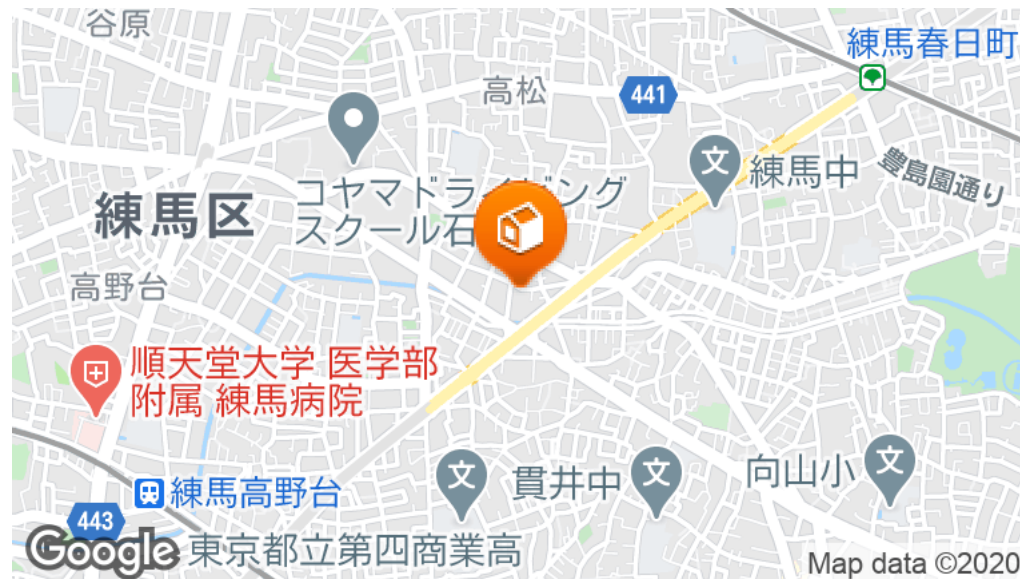 谷原
練馬春日町
高松
441
文
練馬中
豊島園通り
コヤマドライビング
スクール石
練馬区
高野台
順天堂大学 医学部
附属 練馬病院
文
貫井中
文
向山小
文
練馬高野台
443
Google
東京都立第四商業高
Map data ©2020